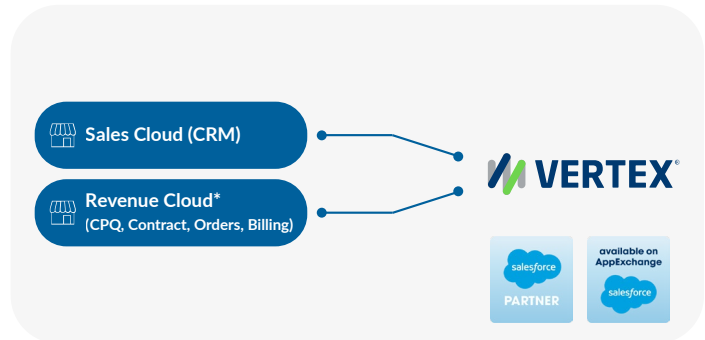 Sales Cloud (CRM)
Revenue Cloud*
(CPQ, Contract, Orders, Billing)
VERTEX®
salesforce
PARTNER
available on
AppExchange
salesforce